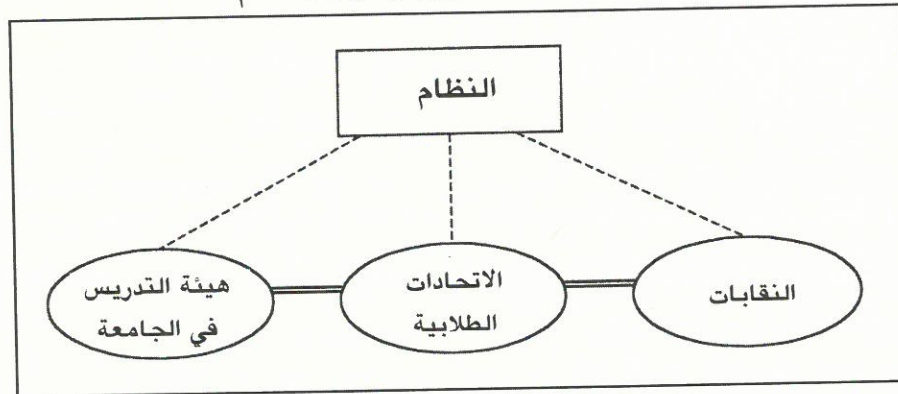 النظام
النقابات
الاتحادات
الطلابية
هيئة التدريس
في الجامعة